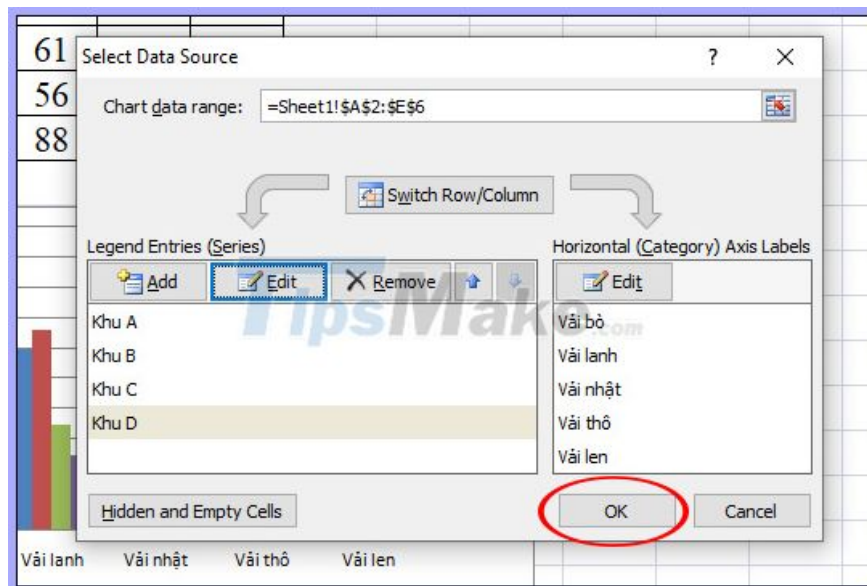 61
Select Data Source ? X
56
Chart data range: =Sheet1!$A$2:$E$6
88
Switch Row/Column
Legend Entries (Series) Horizontal (Category) Axis Labels
Add Edit Remove Edit
TipsMake.com
Khu A Vải bò
Khu B Vải lanh
Khu C Vải nhật
Khu D Vải thô
Vải len
Hidden and Empty Cells OK Cancel
Vải lanh Vải nhật Vải thô Vải len